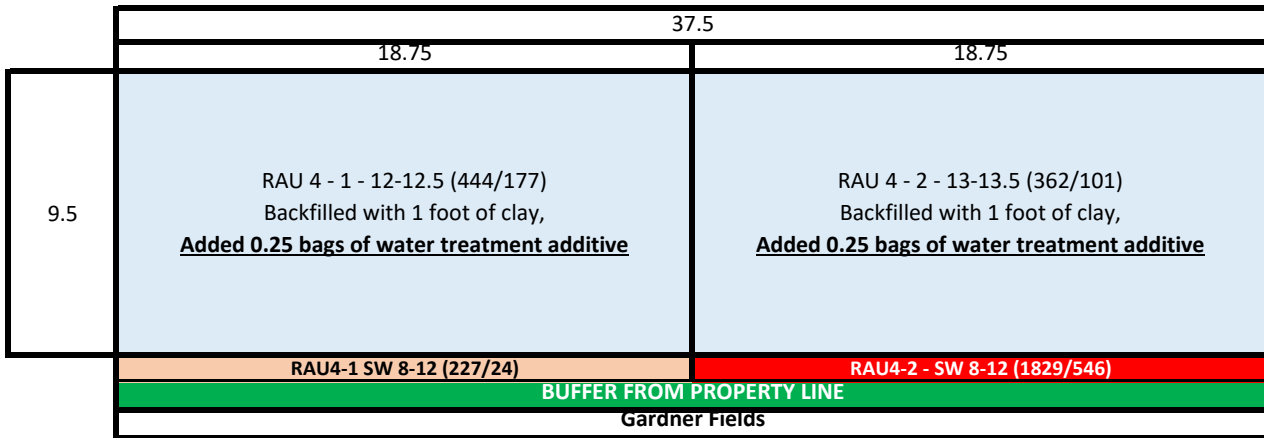 37.5
18.75
18.75
9.5
RAU 4 - 1 - 12-12.5 (444/177)
Backfilled with 1 foot of clay,
Added 0.25 bags of water treatment additive
RAU 4 - 2 - 13-13.5 (362/101)
Backfilled with 1 foot of clay,
Added 0.25 bags of water treatment additive
RAU4-1 SW 8-12 (227/24)
RAU4-2 - SW 8-12 (1829/546)
BUFFER FROM PROPERTY LINE
Gardner Fields